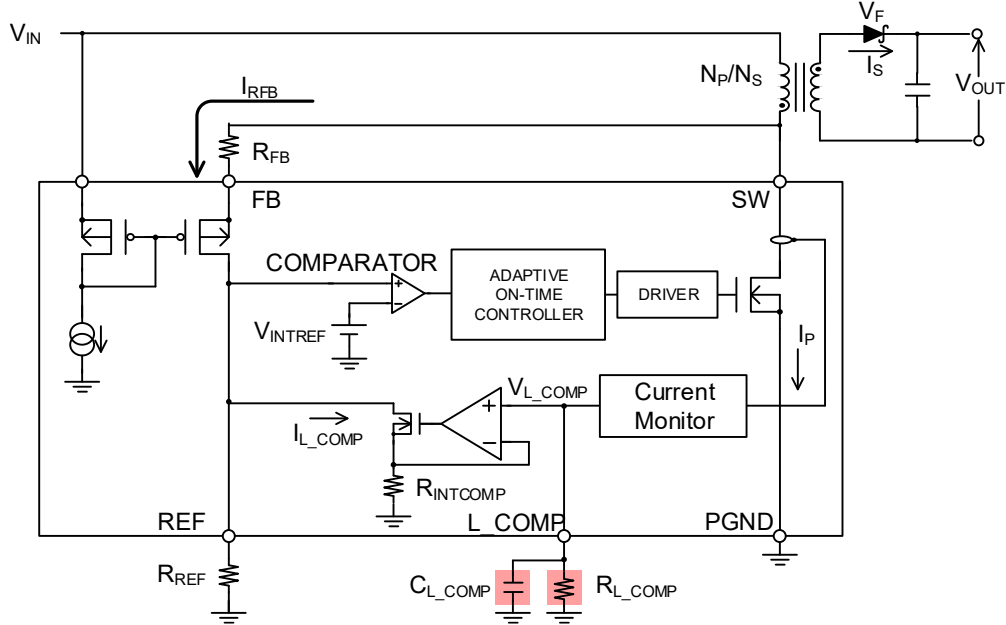 V_F
V_IN
I_S
I_RFB
N_P/N_S
V_OUT
R_FB
FB
SW
COMPARATOR
+
−
ADAPTIVE
ON-TIME
CONTROLLER
DRIVER
V_INTREF
I_P
V_L_COMP
Current
Monitor
+
−
I_L_COMP
R_INTCOMP
REF
L_COMP
PGND
R_REF
C_L_COMP
R_L_COMP